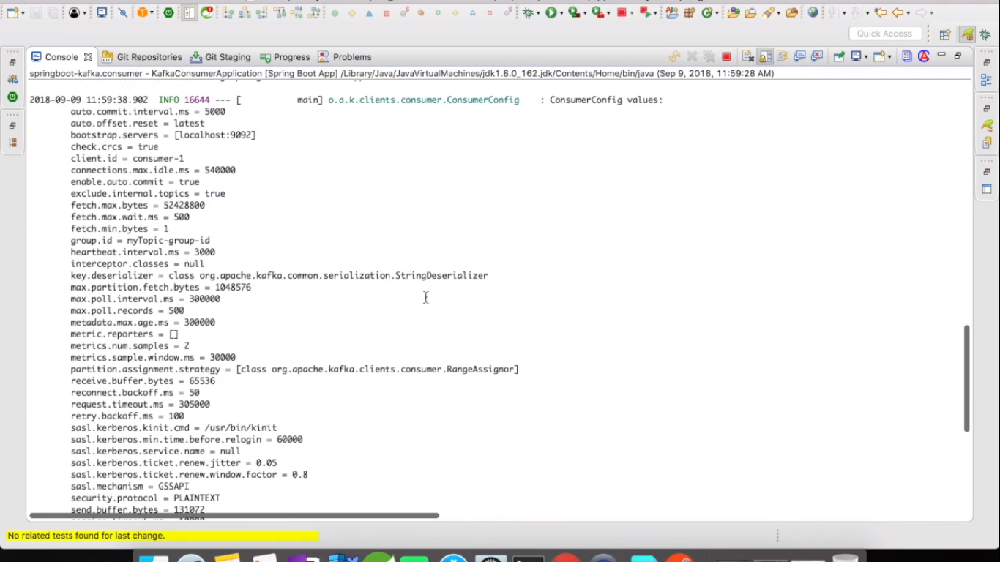 Quick Access
Console Git Repositories Git Staging Progress Problems
springboot-kafka.consumer - KafkaConsumerApplication [Spring Boot App] /Library/Java/JavaVirtualMachines/jdk1.8.0_162.jdk/Contents/Home/bin/java (Sep 9, 2018, 11:59:28 AM)
2018-09-09 11:59:38.902 INFO 16644 --- [ main] o.a.k.clients.consumer.ConsumerConfig : ConsumerConfig values:
auto.commit.interval.ms = 5000
auto.offset.reset = latest
bootstrap.servers = [localhost:9092]
check.crcs = true
client.id = consumer-1
connections.max.idle.ms = 540000
enable.auto.commit = true
exclude.internal.topics = true
fetch.max.bytes = 52428800
fetch.max.wait.ms = 500
fetch.min.bytes = 1
group.id = myTopic-group-id
heartbeat.interval.ms = 3000
interceptor.classes = null
key.deserializer = class org.apache.kafka.common.serialization.StringDeserializer
max.partition.fetch.bytes = 1048576
max.poll.interval.ms = 300000
max.poll.records = 500
metadata.max.age.ms = 300000
metric.reporters = []
metrics.num.samples = 2
metrics.sample.window.ms = 30000
partition.assignment.strategy = [class org.apache.kafka.clients.consumer.RangeAssignor]
receive.buffer.bytes = 65536
reconnect.backoff.ms = 50
request.timeout.ms = 305000
retry.backoff.ms = 100
sasl.kerberos.kinit.cmd = /usr/bin/kinit
sasl.kerberos.min.time.before.relogin = 60000
sasl.kerberos.service.name = null
sasl.kerberos.ticket.renew.jitter = 0.05
sasl.kerberos.ticket.renew.window.factor = 0.8
sasl.mechanism = GSSAPI
security.protocol = PLAINTEXT
send.buffer.bytes = 131072
No related tests found for last change.